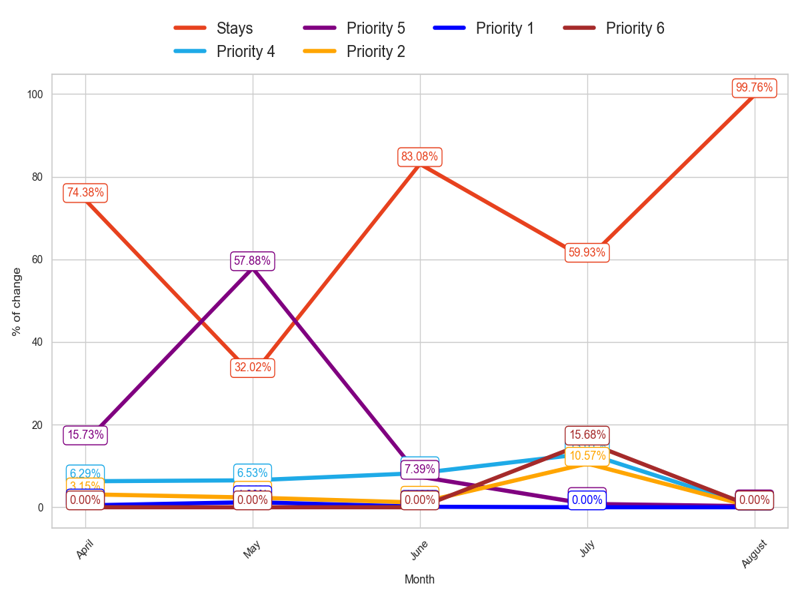 Stays Priority 5 Priority 1 Priority 6
Priority 4 Priority 2
% of change
100
80
60
40
20
0
99.76%
83.08%
74.38%
59.93%
57.88%
32.02%
15.73%
15.68%
10.57%
7.39%
6.29%
6.53%
3.15%
0.00%
0.00%
0.00%
0.00%
0.00%
April
May
June
July
August
Month